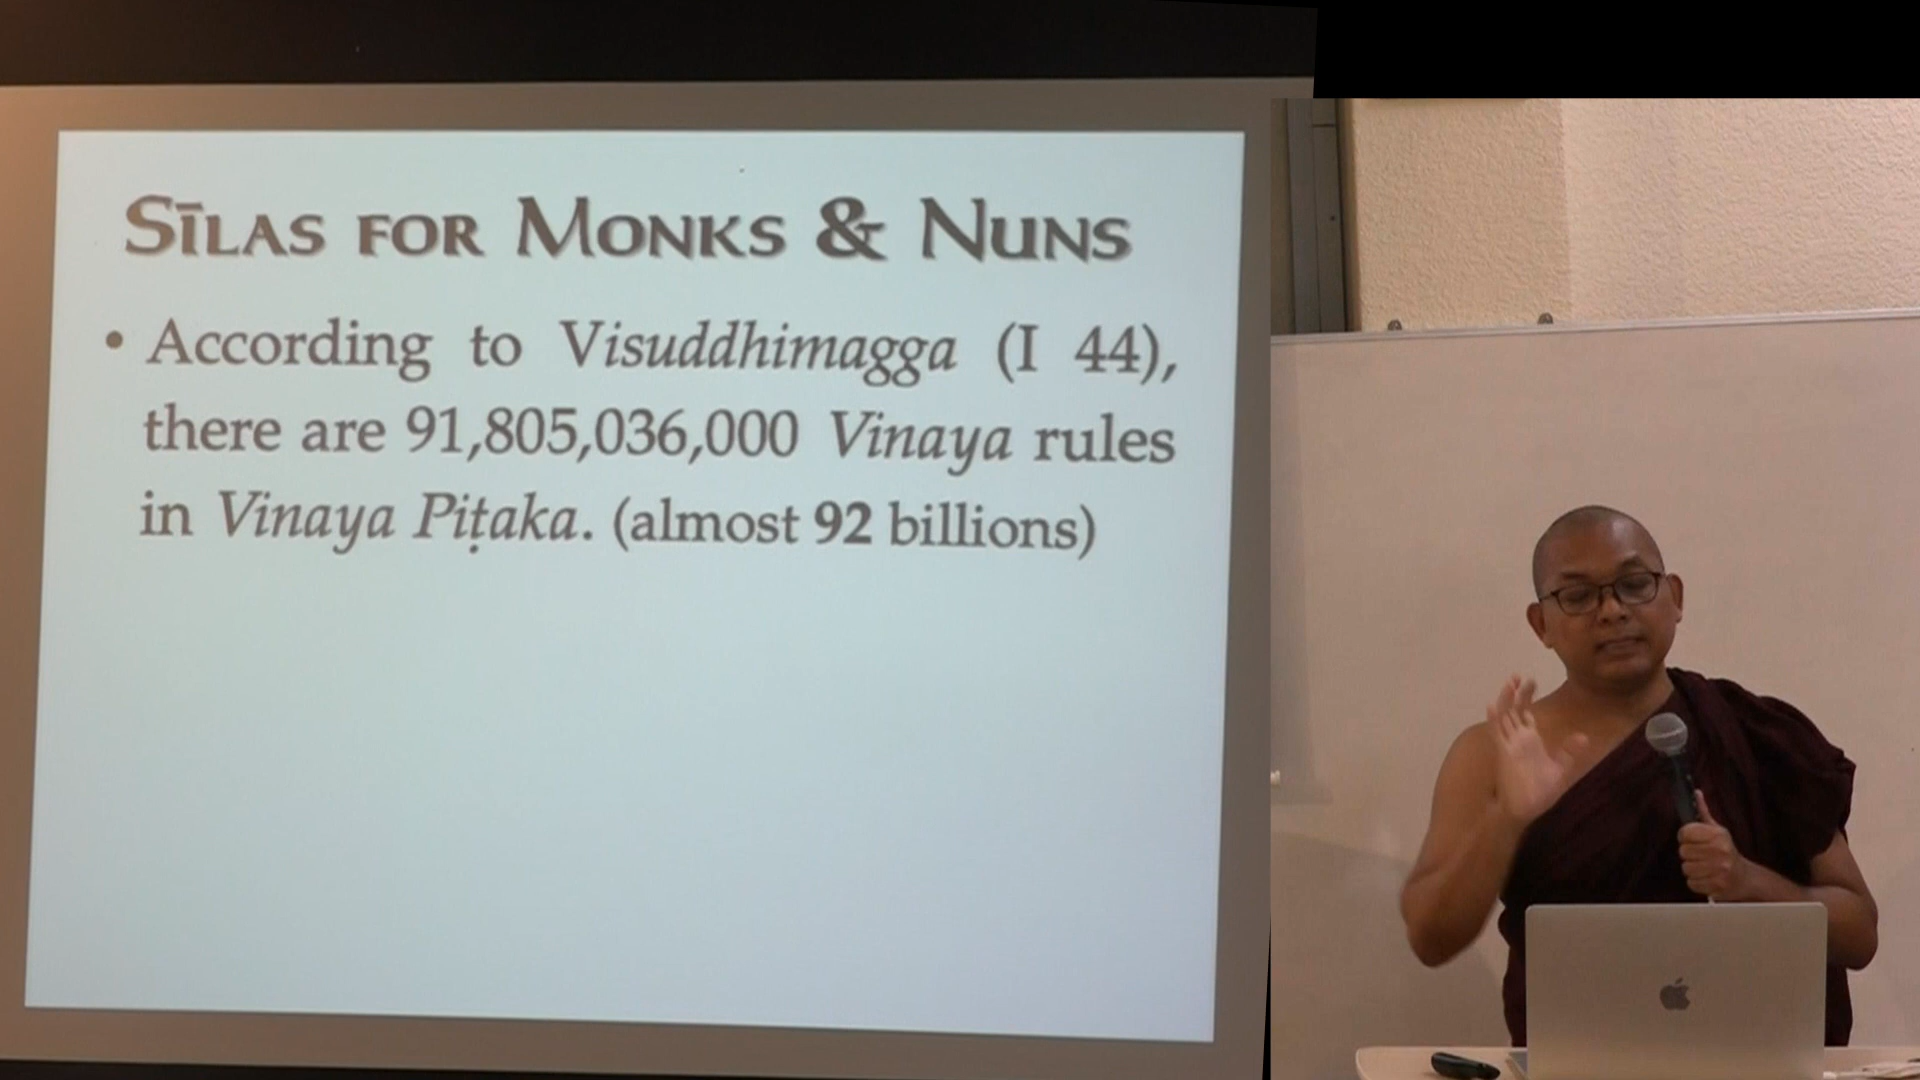 Sīlas for Monks & Nuns
• According to Visuddhimagga (I 44),
there are 91,805,036,000 Vinaya rules
in Vinaya Piṭaka. (almost 92 billions)